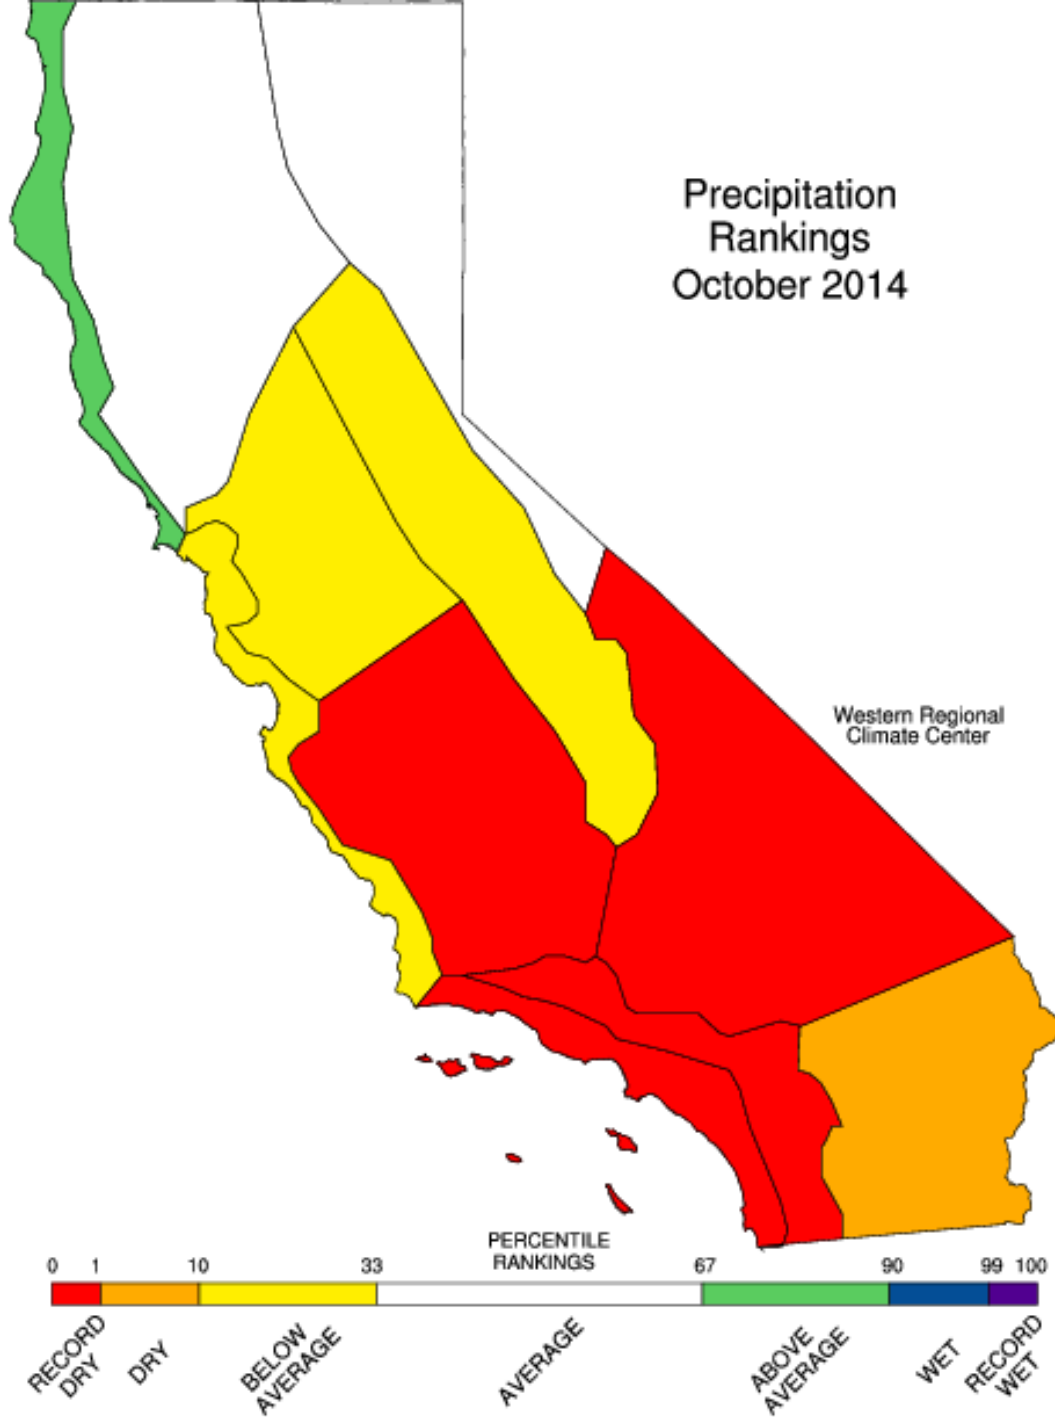 Precipitation
Rankings
October 2014
Western Regional
Climate Center
PERCENTILE
RANKINGS
0 1 10 33 67 90 99 100
RECORD
DRY
DRY
BELOW
AVERAGE
AVERAGE
ABOVE
AVERAGE
WET
RECORD
WET